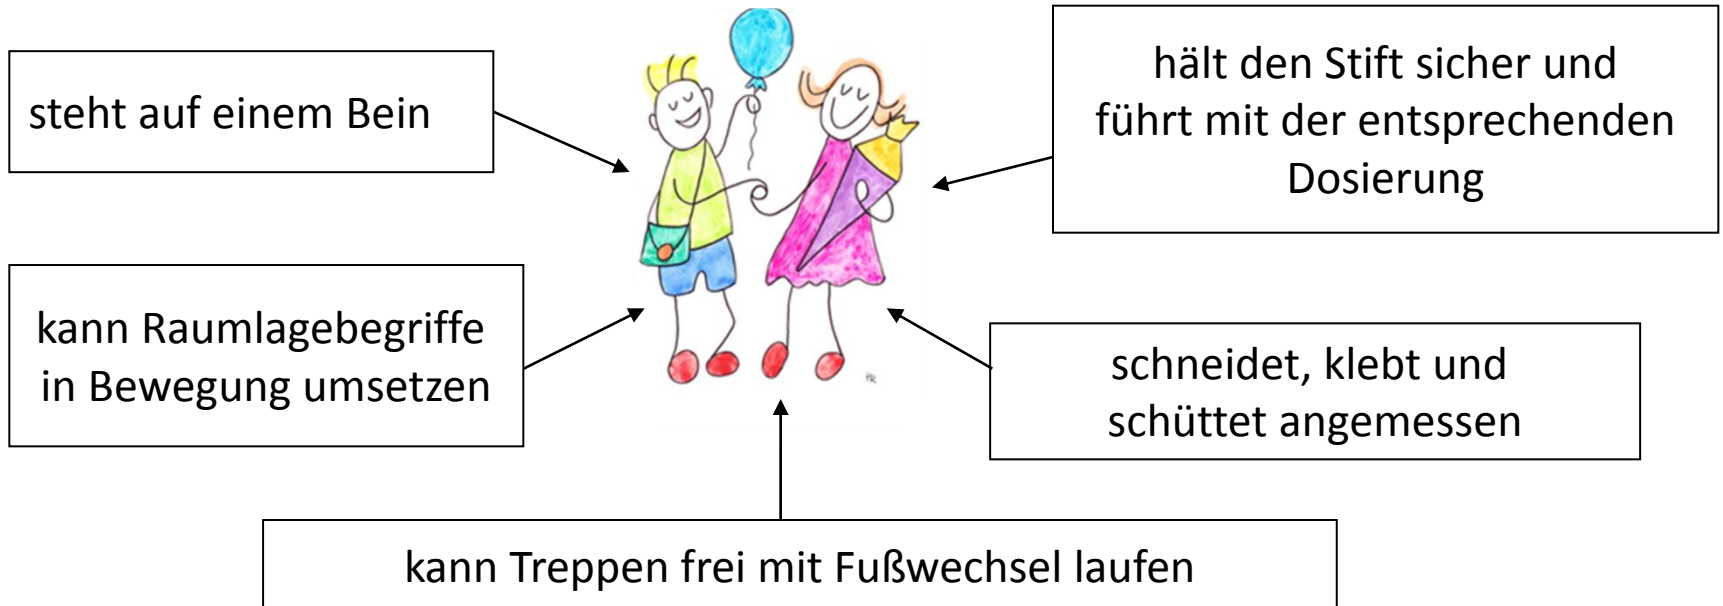 steht auf einem Bein
hält den Stift sicher und
führt mit der entsprechenden
Dosierung
kann Raumlagebegriffe
in Bewegung umsetzen
schneidet, klebt und
schüttet angemessen
kann Treppen frei mit Fußwechsel laufen